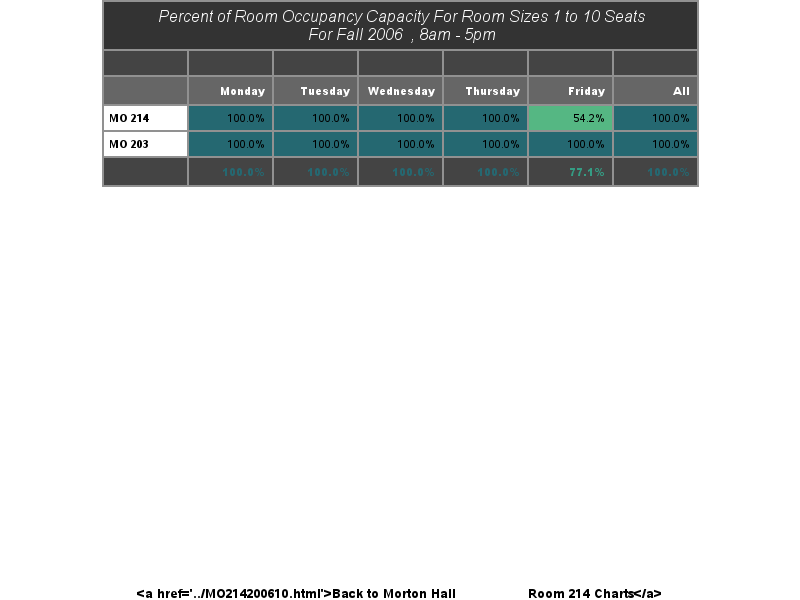 Percent of Room Occupancy Capacity For Room Sizes 1 to 10 Seats
For Fall 2006 , 8am - 5pm
Monday Tuesday Wednesday Thursday Friday All
MO 214 100.0% 100.0% 100.0% 100.0% 54.2% 100.0%
MO 203 100.0% 100.0% 100.0% 100.0% 100.0% 100.0%
100.0% 100.0% 100.0% 100.0% 77.1% 100.0%
<a href='../MO214200610.html'>Back to Morton Hall Room 214 Charts</a>